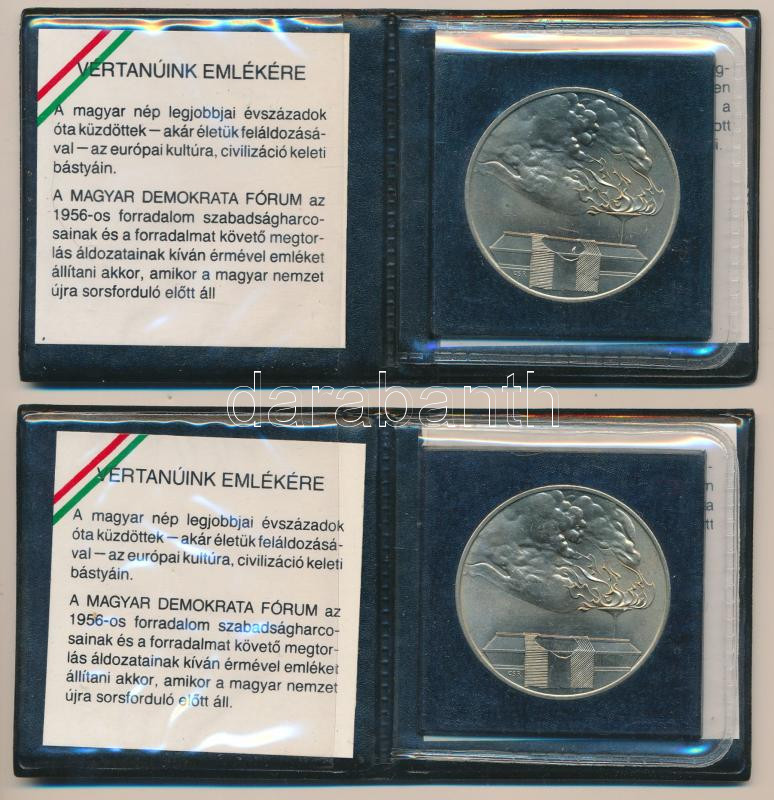 VÉRTANÚINK EMLÉKÉRE
A magyar nép legjobbjai évszázadok
óta küzdöttek – akár életük feláldozásá-
val – az európai kultúra, civilizáció keleti
bástyáin.
A MAGYAR DEMOKRATA FÓRUM az
1956-os forradalom szabadságharco-
sainak és a forradalmat követő megtor-
lás áldozatainak kíván érmével emléket
állítani akkor, amikor a magyar nemzet
újra sorsforduló előtt áll
g-
en
a
ott
darabanth
VÉRTANÚINK EMLÉKÉRE
A magyar nép legjobbjai évszázadok
óta küzdöttek – akár életük feláldozásá-
val – az európai kultúra, civilizáció keleti
bástyáin.
A MAGYAR DEMOKRATA FÓRUM az
1956-os forradalom szabadságharco-
sainak és a forradalmat követő megtor-
lás áldozatainak kíván érmével emléket
állítani akkor, amikor a magyar nemzet
újra sorsforduló előtt áll.